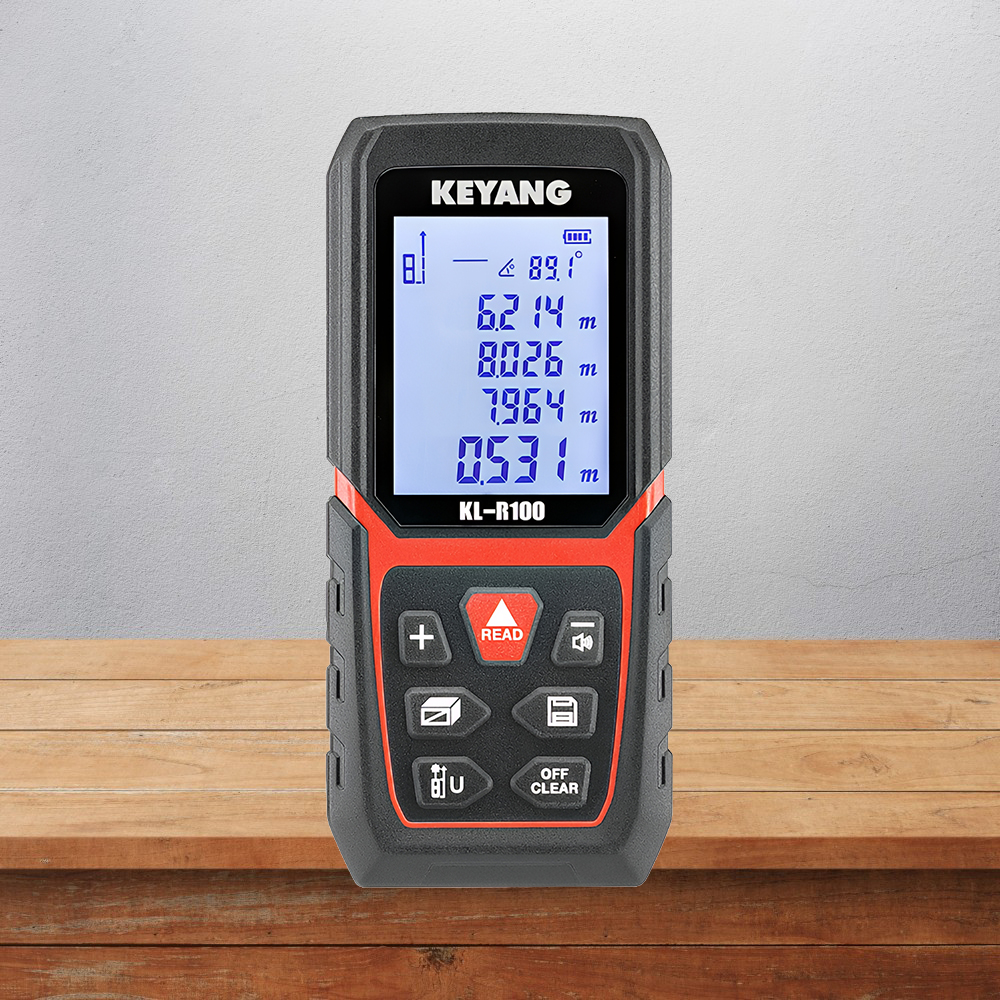 KEYANG
89.1°
6.214 m
8.026 m
7.964 m
0.531 m
KL-R100
READ
U
OFF
CLEAR